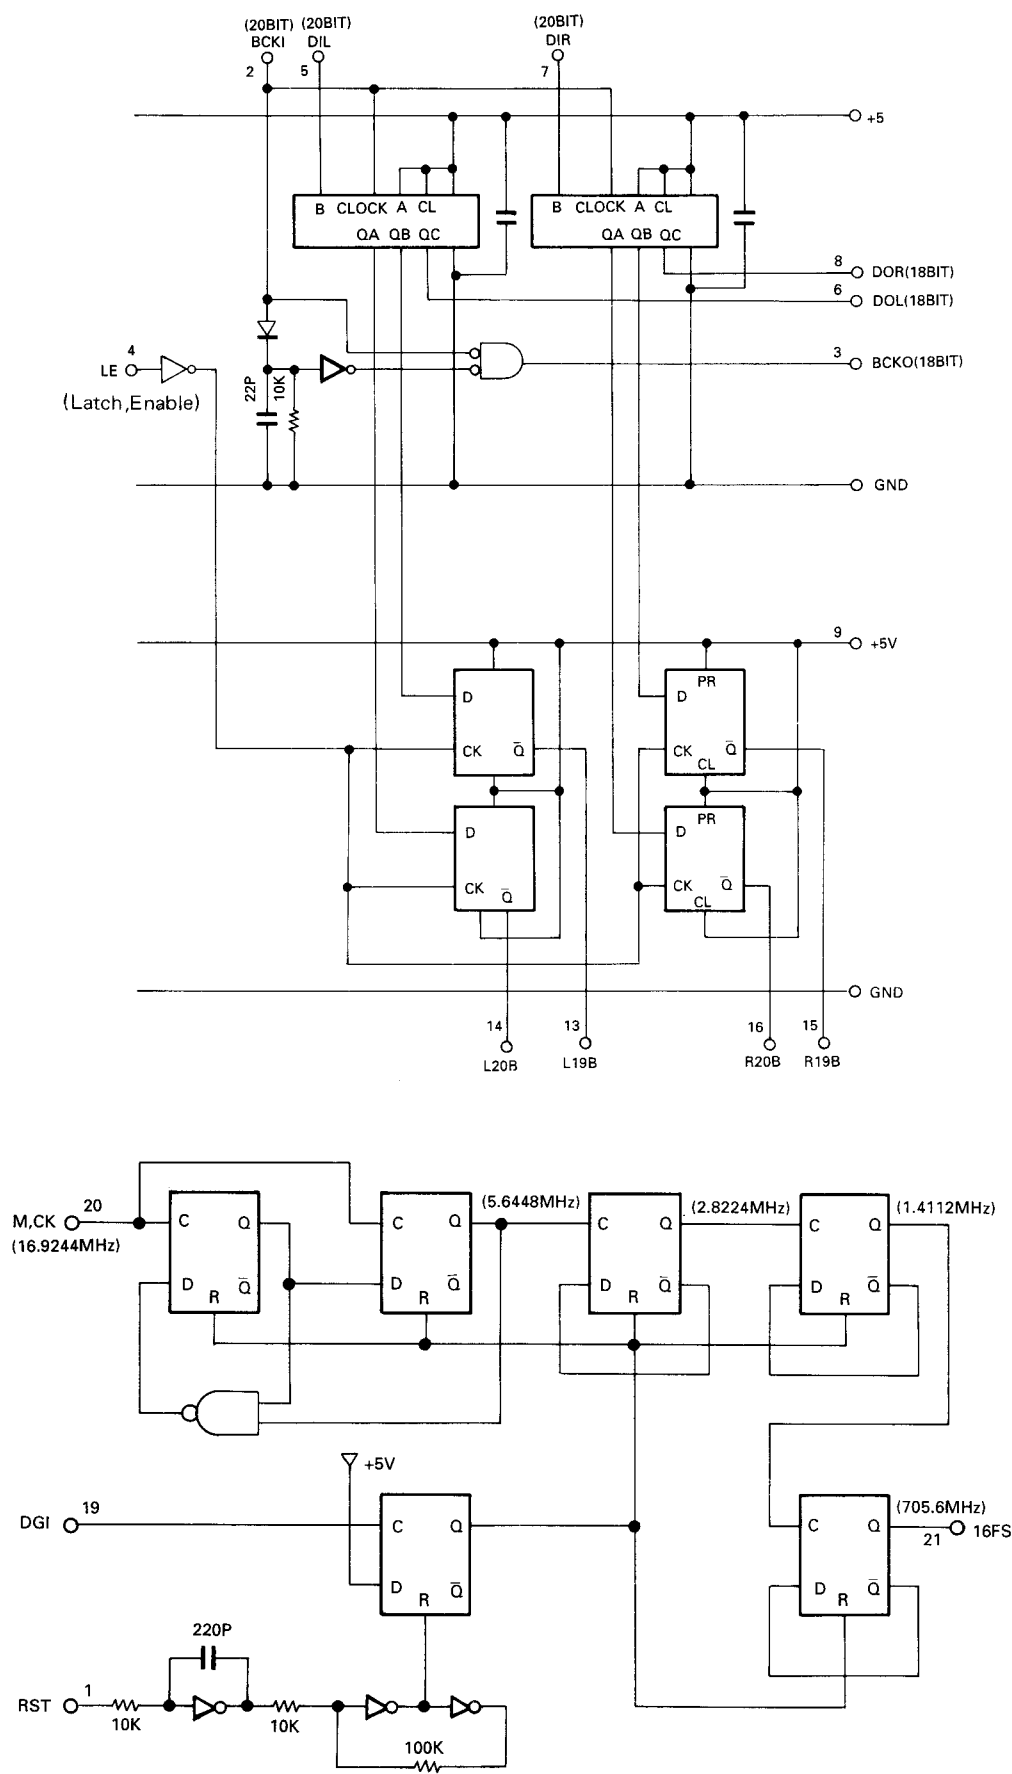 (20BIT) (20BIT) (20BIT)
BCKI DIL DIR
2 5 7
+5
B CLOCK A CL B CLOCK A CL
QA QB QC QA QB QC
8 DOR(18BIT)
6 DOL(18BIT)
4 3
LE BCKO(18BIT)
(Latch,Enable) 22P 10K
GND
9 +5V
PR
D D
CK Q̅ CK Q̅
CL
PR
D D
CK Q̅ CK Q̅
CL
GND
14 13 16 15
L20B L19B R20B R19B
M,CK 20 (5.6448MHz) (2.8224MHz) (1.4112MHz)
(16.9244MHz)
C Q C Q C Q C Q
D R Q̅ D R Q̅ D R Q̅ D R Q̅
+5V
DGI 19 C Q (705.6MHz)
C Q 21 16FS
D R Q̅ D R Q̅
220P
RST 1
10K 10K
100K